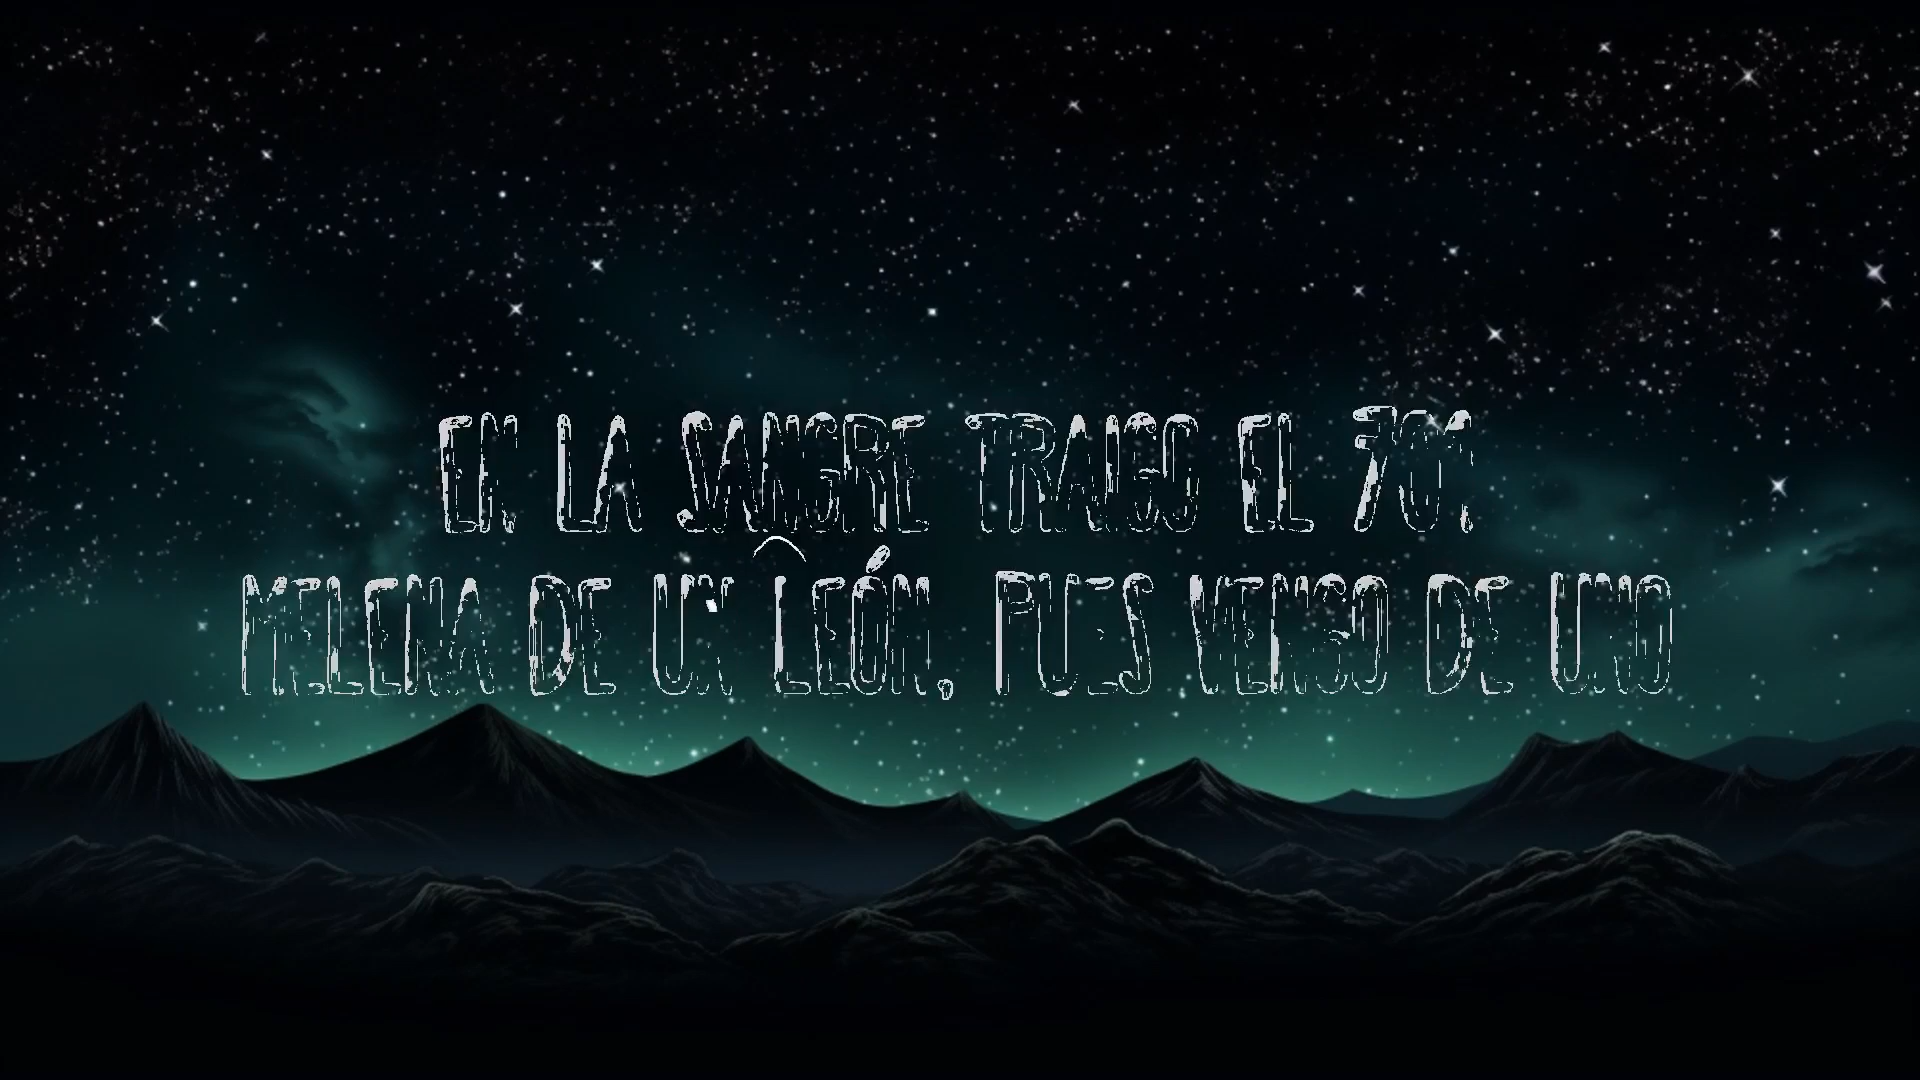 EN LA SANGRE TRAIGO EL 701,
MELENA DE UN LEÓN, PUES VENGO DE UNO